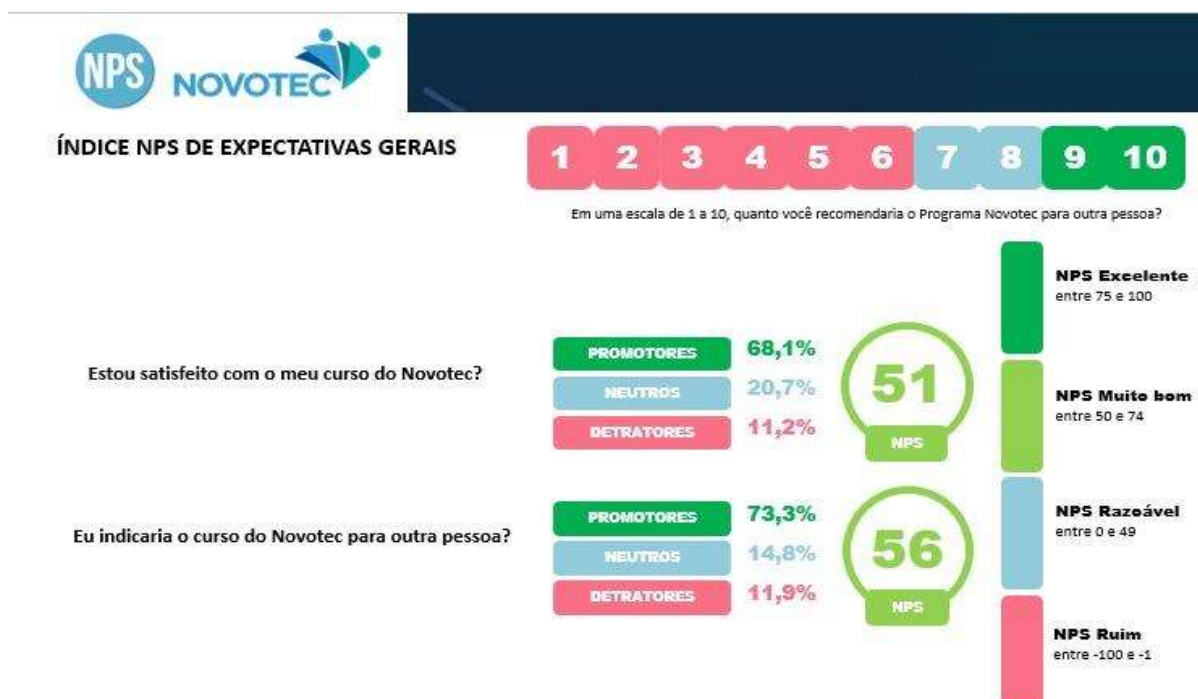 NPS NOVOTEC
ÍNDICE NPS DE EXPECTATIVAS GERAIS
1 2 3 4 5 6 7 8 9 10
Em uma escala de 1 a 10, quanto você recomendaria o Programa Novotec para outra pessoa?
NPS Excelente
entre 75 e 100
Estou satisfeito com o meu curso do Novotec?
PROMOTORES 68,1%
NEUTROS 20,7%
DETRATORES 11,2%
51
NPS
NPS Muito bom
entre 50 e 74
Eu indicaria o curso do Novotec para outra pessoa?
PROMOTORES 73,3%
NEUTROS 14,8%
DETRATORES 11,9%
56
NPS
NPS Razoável
entre 0 e 49
NPS Ruim
entre -100 e -1